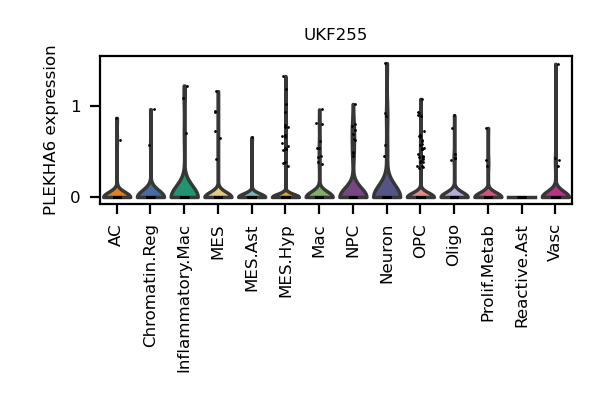 UKF255
PLEKHA6 expression
1
0
AC
Chromatin.Reg
Inflammatory.Mac
MES
MES.Ast
MES.Hyp
Mac
NPC
Neuron
OPC
Oligo
Prolif.Metab
Reactive.Ast
Vasc